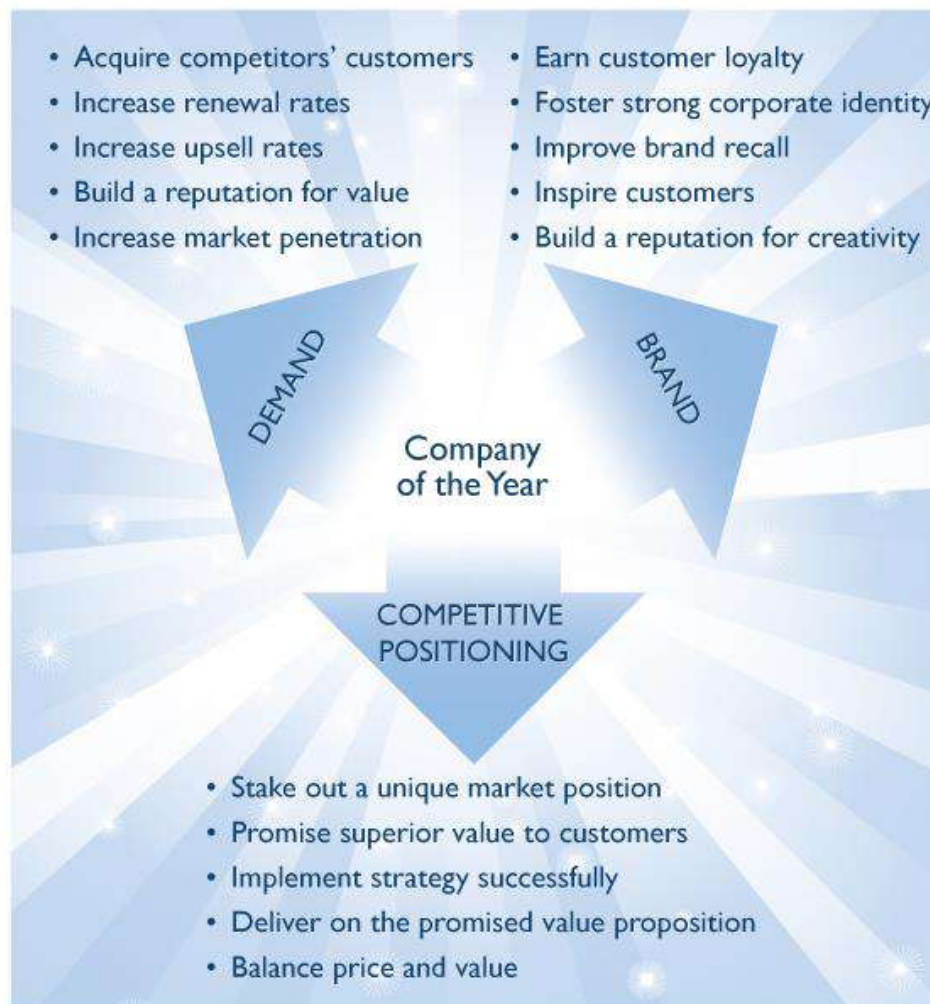 • Acquire competitors' customers
• Increase renewal rates
• Increase upsell rates
• Build a reputation for value
• Increase market penetration
• Earn customer loyalty
• Foster strong corporate identity
• Improve brand recall
• Inspire customers
• Build a reputation for creativity
DEMAND
BRAND
Company
of the Year
COMPETITIVE
POSITIONING
• Stake out a unique market position
• Promise superior value to customers
• Implement strategy successfully
• Deliver on the promised value proposition
• Balance price and value